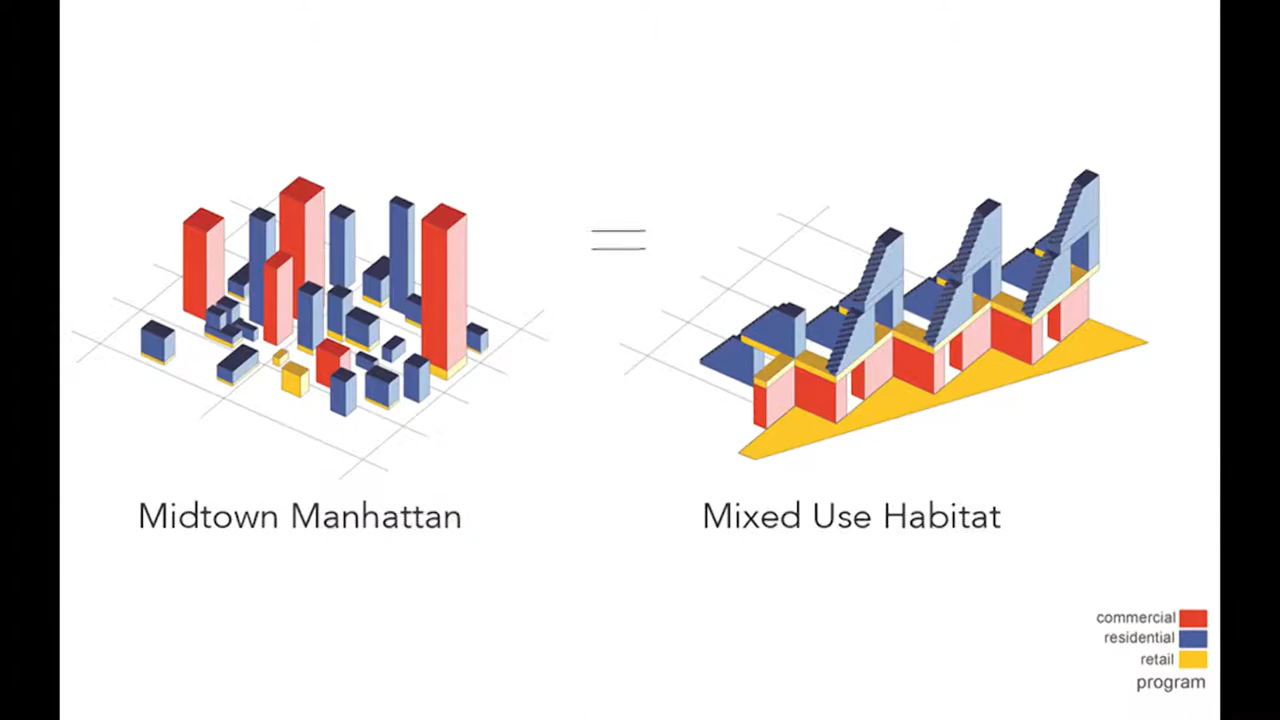 Midtown Manhattan
Mixed Use Habitat
commercial
residential
retail
program